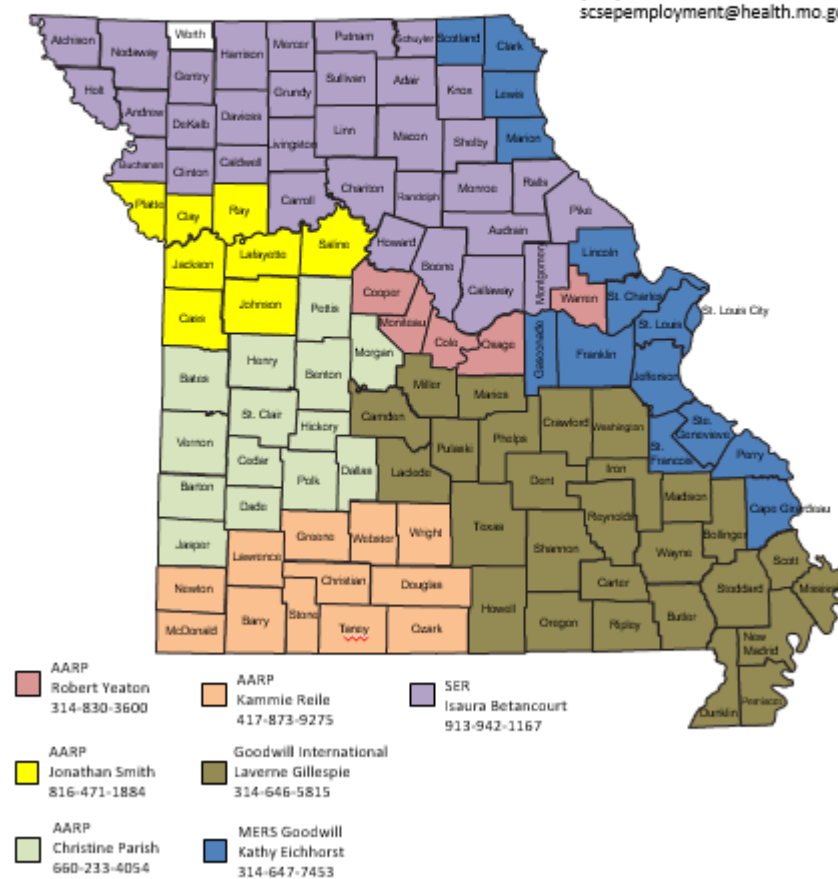 scsepemployment@health.mo.go
Atchison Nodaway Worth Harrison Mercer Putnam Schuyler Scotland Clark
Holt Andrew Gentry Grundy Sullivan Adair Knox Lewis
DeKalb Daviess Livingston Linn Macon Shelby Marion
Buchanan Clinton Caldwell Carroll Chariton Randolph Monroe Ralls Pike
Platte Clay Ray Saline Howard Boone Audrain Callaway Montgomery Lincoln
Jackson Lafayette Cooper Warren St. Charles
Cass Johnson Pettis Moniteau Cole Osage Gasconade Franklin St. Louis St. Louis City
Bates Henry Benton Morgan Miller Maries Jefferson
St. Clair Hickory Camden Pulaski Phelps Crawford Washington Ste. Genevieve
Vernon Cedar Polk Dallas Laclede Dent Iron St. Francois Perry
Barton Dade Texas Reynolds Madison Bollinger Cape Girardeau
Jasper Lawrence Greene Webster Wright Shannon Wayne Scott
Newton Christian Douglas Carter Stoddard
McDonald Barry Stone Taney Ozark Howell Oregon Ripley Butler New Madrid
Dunklin
AARP
Robert Yeaton
314-830-3600
AARP
Kammie Reile
417-873-9275
SER
Isaura Betancourt
913-942-1167
AARP
Jonathan Smith
816-471-1884
Goodwill International
Laverne Gillespie
314-646-5815
AARP
Christine Parish
660-233-4054
MERS Goodwill
Kathy Eichhorst
314-647-7453